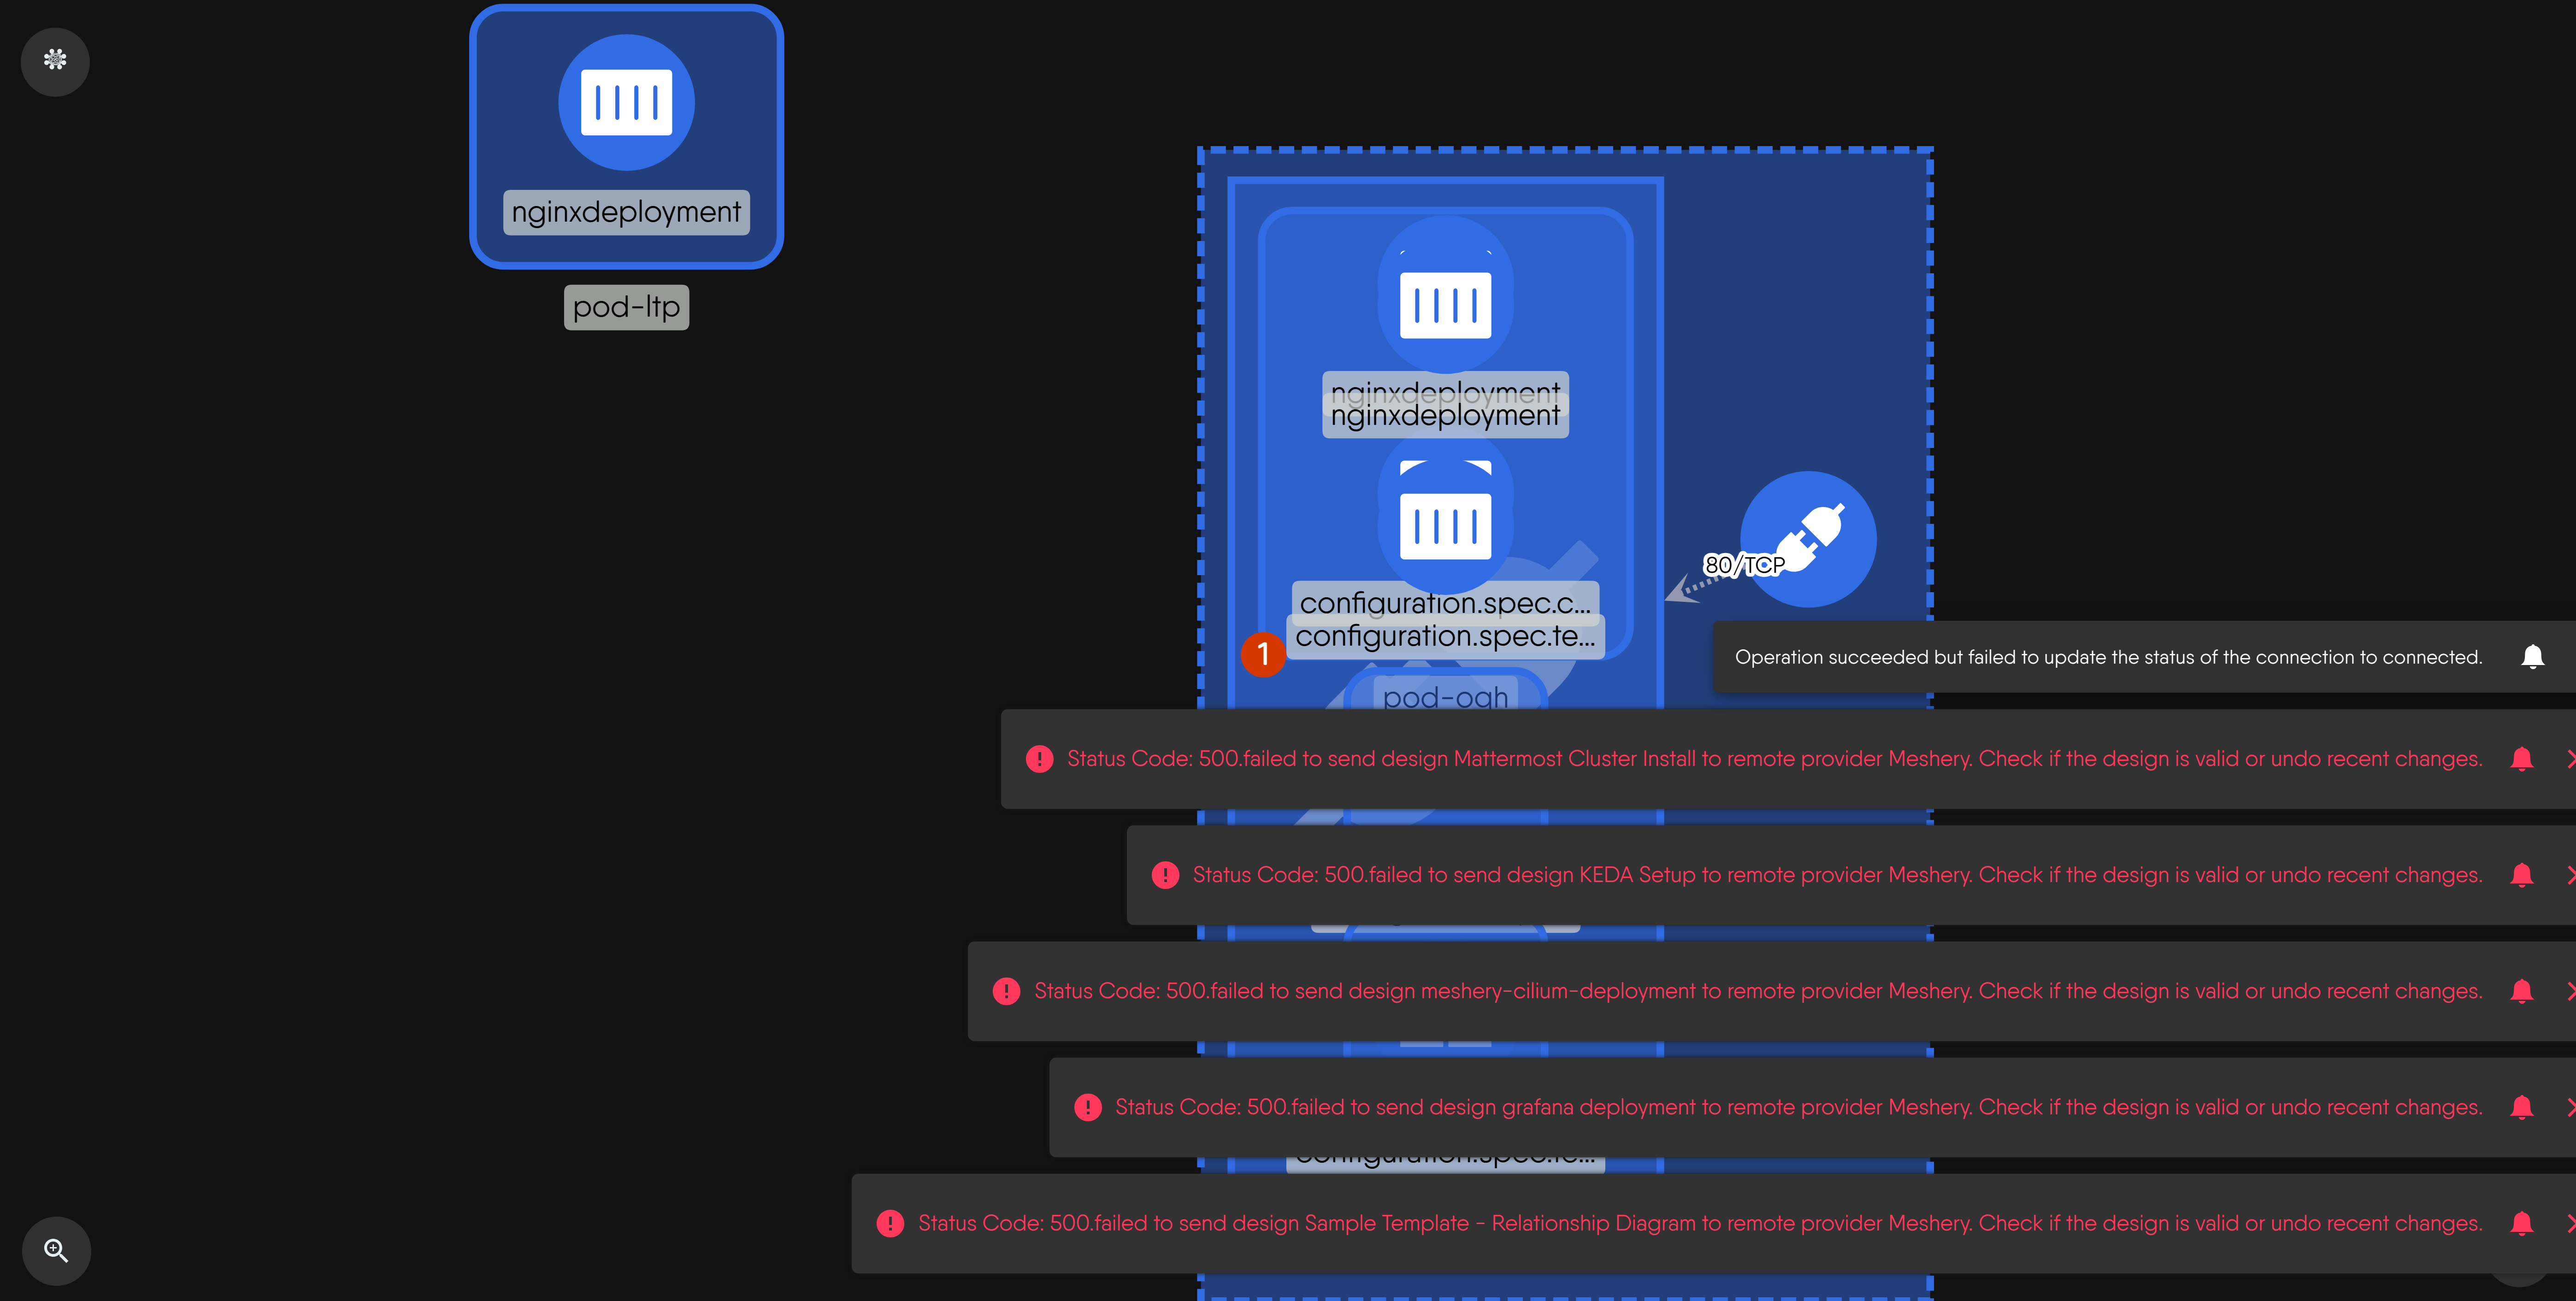 nginxdeployment
pod-ltp
nginxdeployment
nginxdeployment
80/TCP
configuration.spec.c...
configuration.spec.te...
1
Operation succeeded but failed to update the status of the connection to connected.
pod-ogh
Status Code: 500.failed to send design Mattermost Cluster Install to remote provider Meshery. Check if the design is valid or undo recent changes.
Status Code: 500.failed to send design KEDA Setup to remote provider Meshery. Check if the design is valid or undo recent changes.
Status Code: 500.failed to send design meshery-cilium-deployment to remote provider Meshery. Check if the design is valid or undo recent changes.
Status Code: 500.failed to send design grafana deployment to remote provider Meshery. Check if the design is valid or undo recent changes.
configuration.spec.te...
Status Code: 500.failed to send design Sample Template - Relationship Diagram to remote provider Meshery. Check if the design is valid or undo recent changes.